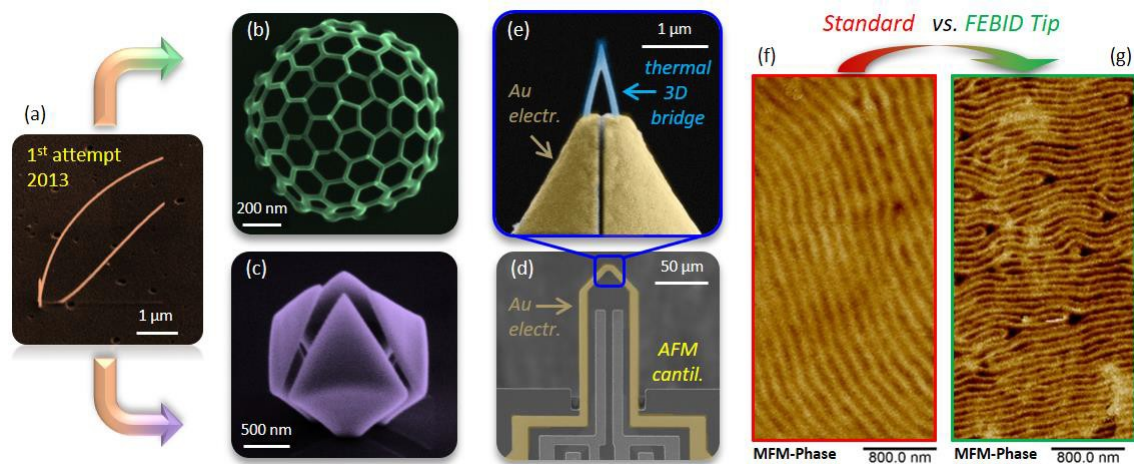 (a)
1st attempt
2013
1 µm
(b)
200 nm
(c)
500 nm
(e)
1 µm
Au
electr.
thermal
3D
bridge
(d)
50 µm
Au
electr.
AFM
cantil.
Standard vs. FEBID Tip
(f)
(g)
MFM-Phase 800.0 nm
MFM-Phase 800.0 nm